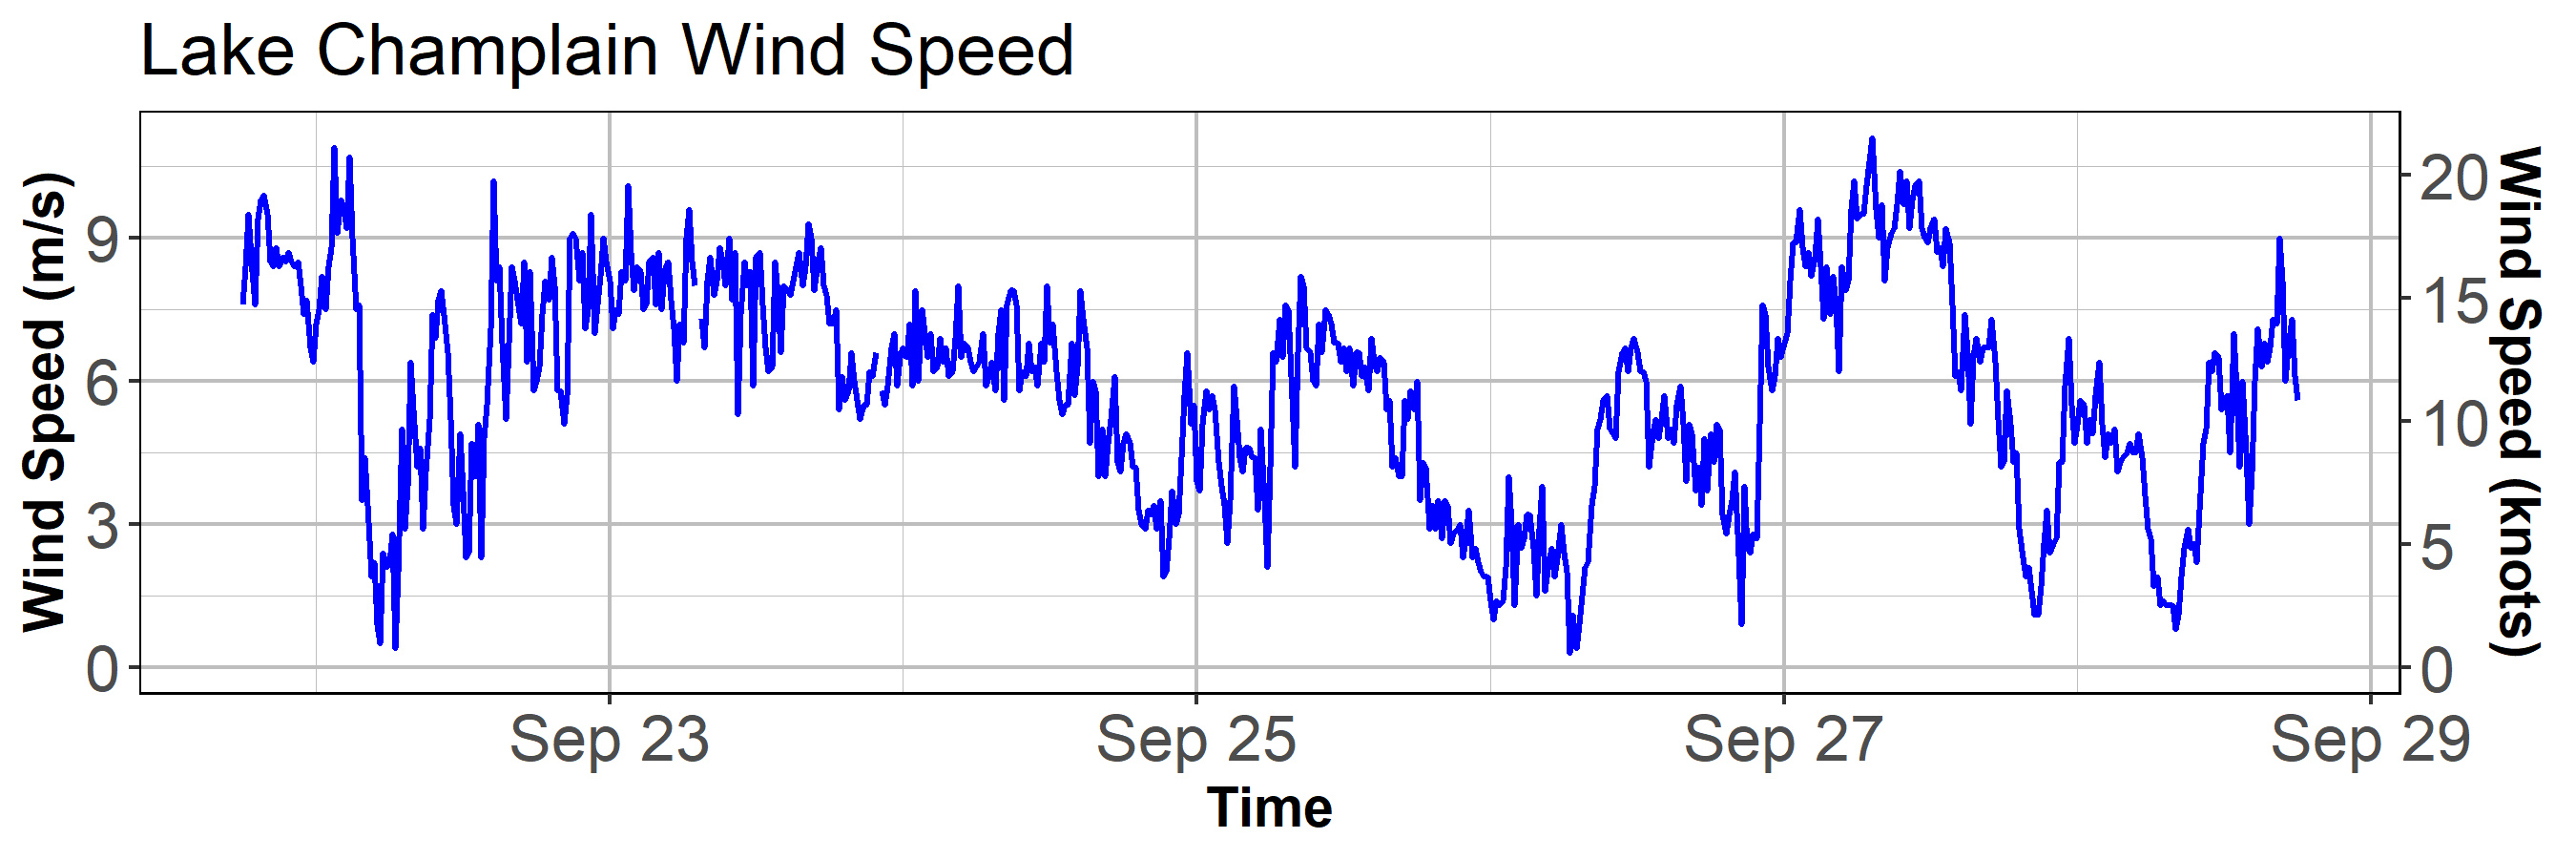 Lake Champlain Wind Speed
Wind Speed (m/s)
9
6
3
0
20
15
10
5
0
Wind Speed (knots)
Sep 23 Sep 25 Sep 27 Sep 29
Time